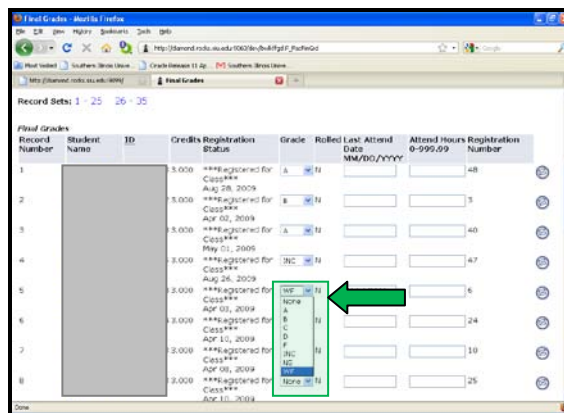 Final Grades - Mozilla Firefox
File Edit View History Bookmarks Tools Help
Google
Most Visited Southern Illinois Unive... Oracle Release 11 Ap... Southern Illinois Unive...
Final Grades
Record Sets: 1 - 25 26 - 35
Final Grades
Record Number Student Name ID Credits Registration Status Grade Rolled Last Attend Date MM/DD/YYYY Attend Hours 0-999.99 Registration Number
1 3.000 ***Registered for Class*** Aug 28, 2009 A N 48
2 3.000 ***Registered for Class*** Apr 02, 2009 B N 3
3 3.000 ***Registered for Class*** May 01, 2009 A N 40
4 3.000 ***Registered for Class*** Aug 26, 2009 INC N 47
5 3.000 ***Registered for Class*** Apr 03, 2009 WF N 6
None
A
B
C
D
F
INC
NG
WF
6 3.000 ***Registered for Class*** Apr 10, 2009 N 24
7 3.000 ***Registered for Class*** Apr 08, 2009 N 10
8 3.000 ***Registered for Class*** Apr 10, 2009 None N 25
Done